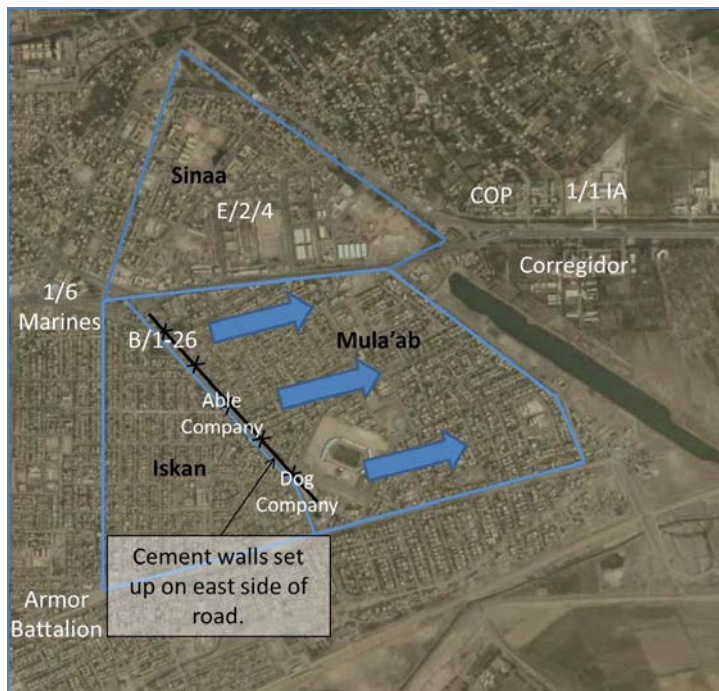 Sinaa
E/2/4
COP
1/1 IA
Corregidor
1/6
Marines
B/1-26
Mula’ab
Able
Company
Iskan
Dog
Company
Cement walls set
up on east side of
road.
Armor
Battalion